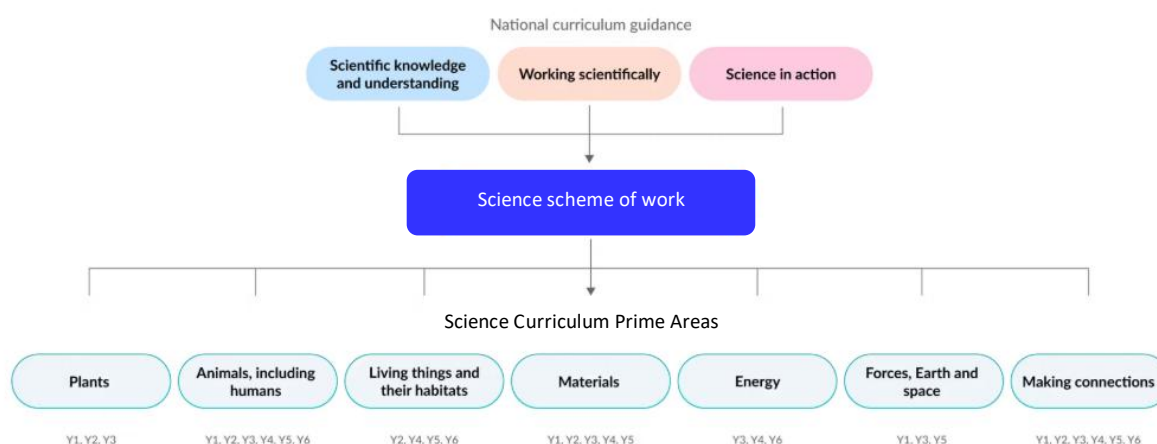 National curriculum guidance
Scientific knowledge
and understanding
Working scientifically
Science in action
Science scheme of work
Science Curriculum Prime Areas
Plants
Animals, including
humans
Living things and
their habitats
Materials
Energy
Forces, Earth and
space
Making connections
Y1, Y2, Y3
Y1, Y2, Y3, Y4, Y5, Y6
Y2, Y4, Y5, Y6
Y1, Y2, Y3, Y4, Y5
Y3, Y4, Y6
Y1, Y3, Y5
Y1, Y2, Y3, Y4, Y5, Y6